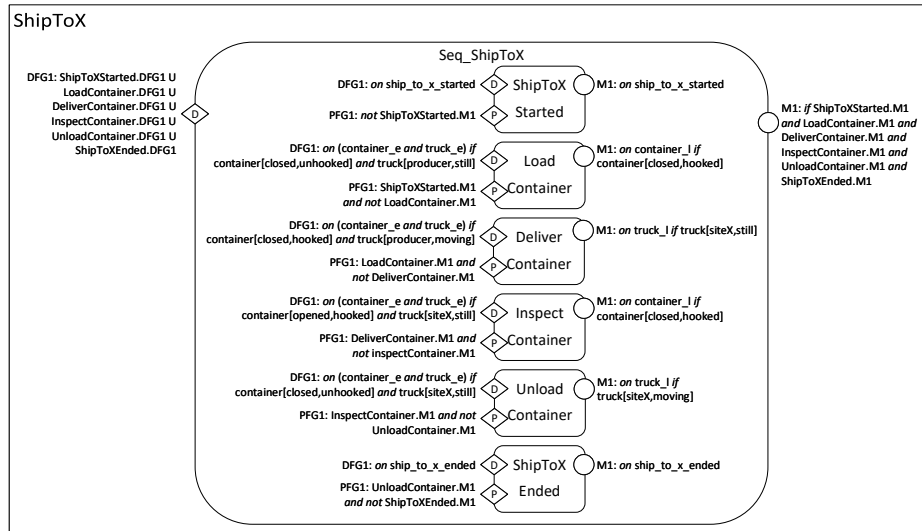 ShipToX
Seq_ShipToX
DFG1: ShipToXStarted.DFG1 U
LoadContainer.DFG1 U
DeliverContainer.DFG1 U
InspectContainer.DFG1 U
UnloadContainer.DFG1 U
ShipToXEnded.DFG1
D
DFG1: on ship_to_x_started
D
ShipToX
M1: on ship_to_x_started
PFG1: not ShipToXStarted.M1
P
Started
DFG1: on (container_e and truck_e) if
container[closed,unhooked] and truck[producer,still]
D
Load
M1: on container_l if
container[closed,hooked]
PFG1: ShipToXStarted.M1
and not LoadContainer.M1
P
Container
DFG1: on (container_e and truck_e) if
container[closed,hooked] and truck[producer,moving]
D
Deliver
M1: on truck_l if truck[siteX,still]
PFG1: LoadContainer.M1 and
not DeliverContainer.M1
P
Container
DFG1: on (container_e and truck_e) if
container[opened,hooked] and truck[siteX,still]
D
Inspect
M1: on container_l if
container[closed,hooked]
PFG1: DeliverContainer.M1 and
not inspectContainer.M1
P
Container
DFG1: on (container_e and truck_e) if
container[closed,unhooked] and truck[siteX,still]
D
Unload
M1: on truck_l if
truck[siteX,moving]
PFG1: InspectContainer.M1 and not
UnloadContainer.M1
P
Container
DFG1: on ship_to_x_ended
D
ShipToX
M1: on ship_to_x_ended
PFG1: UnloadContainer.M1
and not ShipToXEnded.M1
P
Ended
M1: if ShipToXStarted.M1
and LoadContainer.M1 and
DeliverContainer.M1 and
InspectContainer.M1 and
UnloadContainer.M1 and
ShipToXEnded.M1